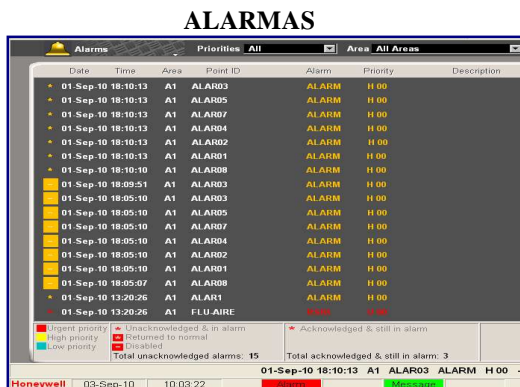 ALARMAS
Alarms Priorities All Area All Areas
Date Time Area Point ID Alarm Priority Description
* 01-Sep-10 18:10:13 A1 ALAR03 ALARM H 00
* 01-Sep-10 18:10:13 A1 ALAR05 ALARM H 00
* 01-Sep-10 18:10:13 A1 ALAR07 ALARM H 00
* 01-Sep-10 18:10:13 A1 ALAR04 ALARM H 00
* 01-Sep-10 18:10:13 A1 ALAR02 ALARM H 00
* 01-Sep-10 18:10:13 A1 ALAR01 ALARM H 00
* 01-Sep-10 18:10:10 A1 ALAR08 ALARM H 00
01-Sep-10 18:09:51 A1 ALAR03 ALARM H 00
01-Sep-10 18:05:10 A1 ALAR03 ALARM H 00
01-Sep-10 18:05:10 A1 ALAR05 ALARM H 00
01-Sep-10 18:05:10 A1 ALAR07 ALARM H 00
01-Sep-10 18:05:10 A1 ALAR04 ALARM H 00
01-Sep-10 18:05:10 A1 ALAR02 ALARM H 00
01-Sep-10 18:05:10 A1 ALAR01 ALARM H 00
01-Sep-10 18:05:07 A1 ALAR08 ALARM H 00
* 01-Sep-10 13:20:26 A1 ALAR1 ALARM H 00
* 01-Sep-10 13:20:26 A1 FLU-AIRE
Urgent priority * Unacknowledged & in alarm * Acknowledged & still in alarm
High priority Returned to normal
Low priority Disabled
Total unacknowledged alarms: 15 Total acknowledged & still in alarm: 3
01-Sep-10 18:10:13 A1 ALAR03 ALARM H 00
Honeywell 03-Sep-10 10:03:22 Alarm Message